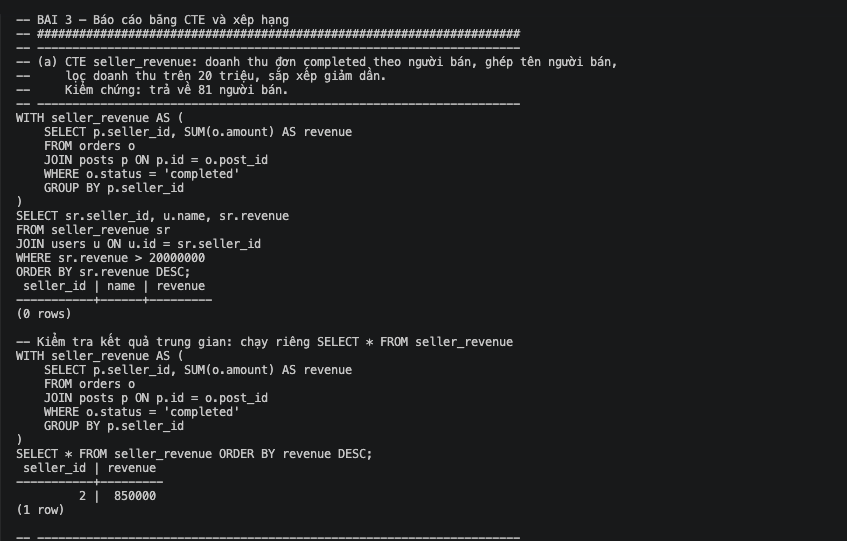 -- BAI 3 — Báo cáo bằng CTE và xếp hạng
-- #####################################################################
-- ---------------------------------------------------------------------
-- (a) CTE seller_revenue: doanh thu đơn completed theo người bán, ghép tên người bán,
--     lọc doanh thu trên 20 triệu, sắp xếp giảm dần.
--     Kiểm chứng: trả về 81 người bán.
-- ---------------------------------------------------------------------
WITH seller_revenue AS (
    SELECT p.seller_id, SUM(o.amount) AS revenue
    FROM orders o
    JOIN posts p ON p.id = o.post_id
    WHERE o.status = 'completed'
    GROUP BY p.seller_id
)
SELECT sr.seller_id, u.name, sr.revenue
FROM seller_revenue sr
JOIN users u ON u.id = sr.seller_id
WHERE sr.revenue > 20000000
ORDER BY sr.revenue DESC;
 seller_id | name | revenue
-----------+------+---------
(0 rows)

-- Kiểm tra kết quả trung gian: chạy riêng SELECT * FROM seller_revenue
WITH seller_revenue AS (
    SELECT p.seller_id, SUM(o.amount) AS revenue
    FROM orders o
    JOIN posts p ON p.id = o.post_id
    WHERE o.status = 'completed'
    GROUP BY p.seller_id
)
SELECT * FROM seller_revenue ORDER BY revenue DESC;
 seller_id | revenue
-----------+---------
         2 |  850000
(1 row)

-- ---------------------------------------------------------------------